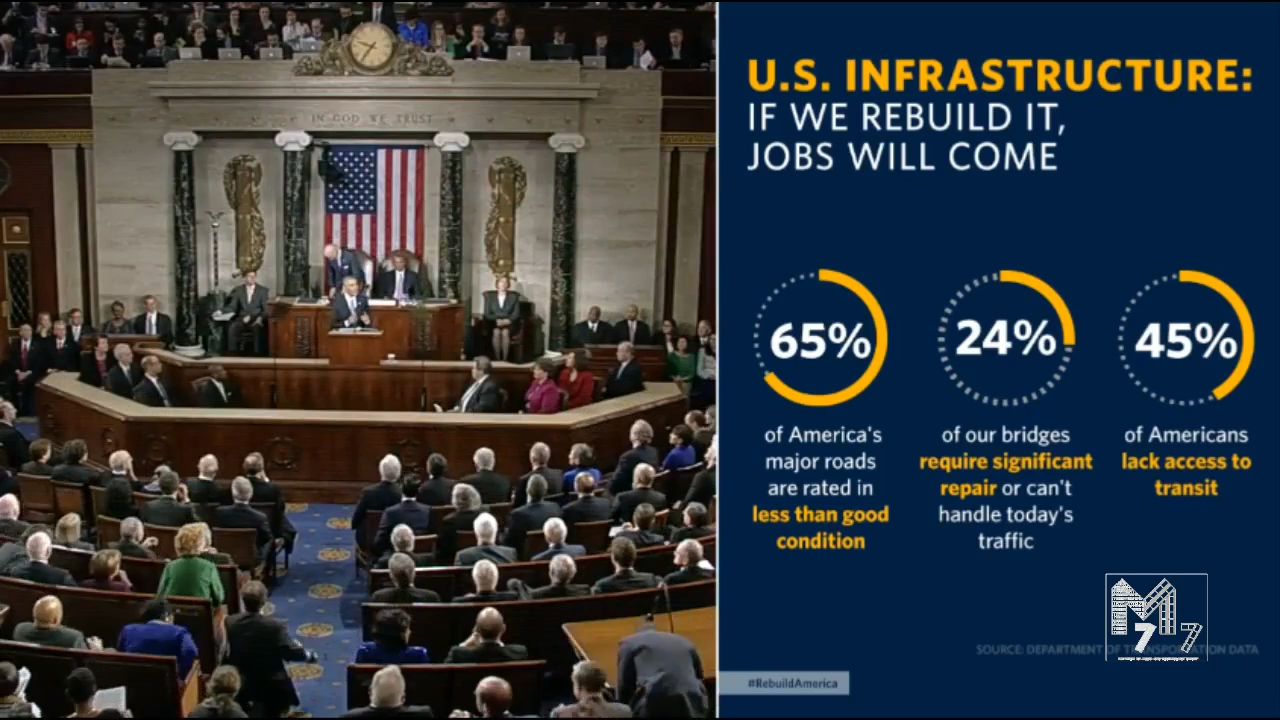 IN GOD WE TRUST
U.S. INFRASTRUCTURE:
IF WE REBUILD IT,
JOBS WILL COME
65%
of America's
major roads
are rated in
less than good
condition
24%
of our bridges
require significant
repair or can't
handle today's
traffic
45%
of Americans
lack access to
transit
M
7 7
SOURCE: DEPARTMENT OF TRANSPORTATION DATA
#RebuildAmerica